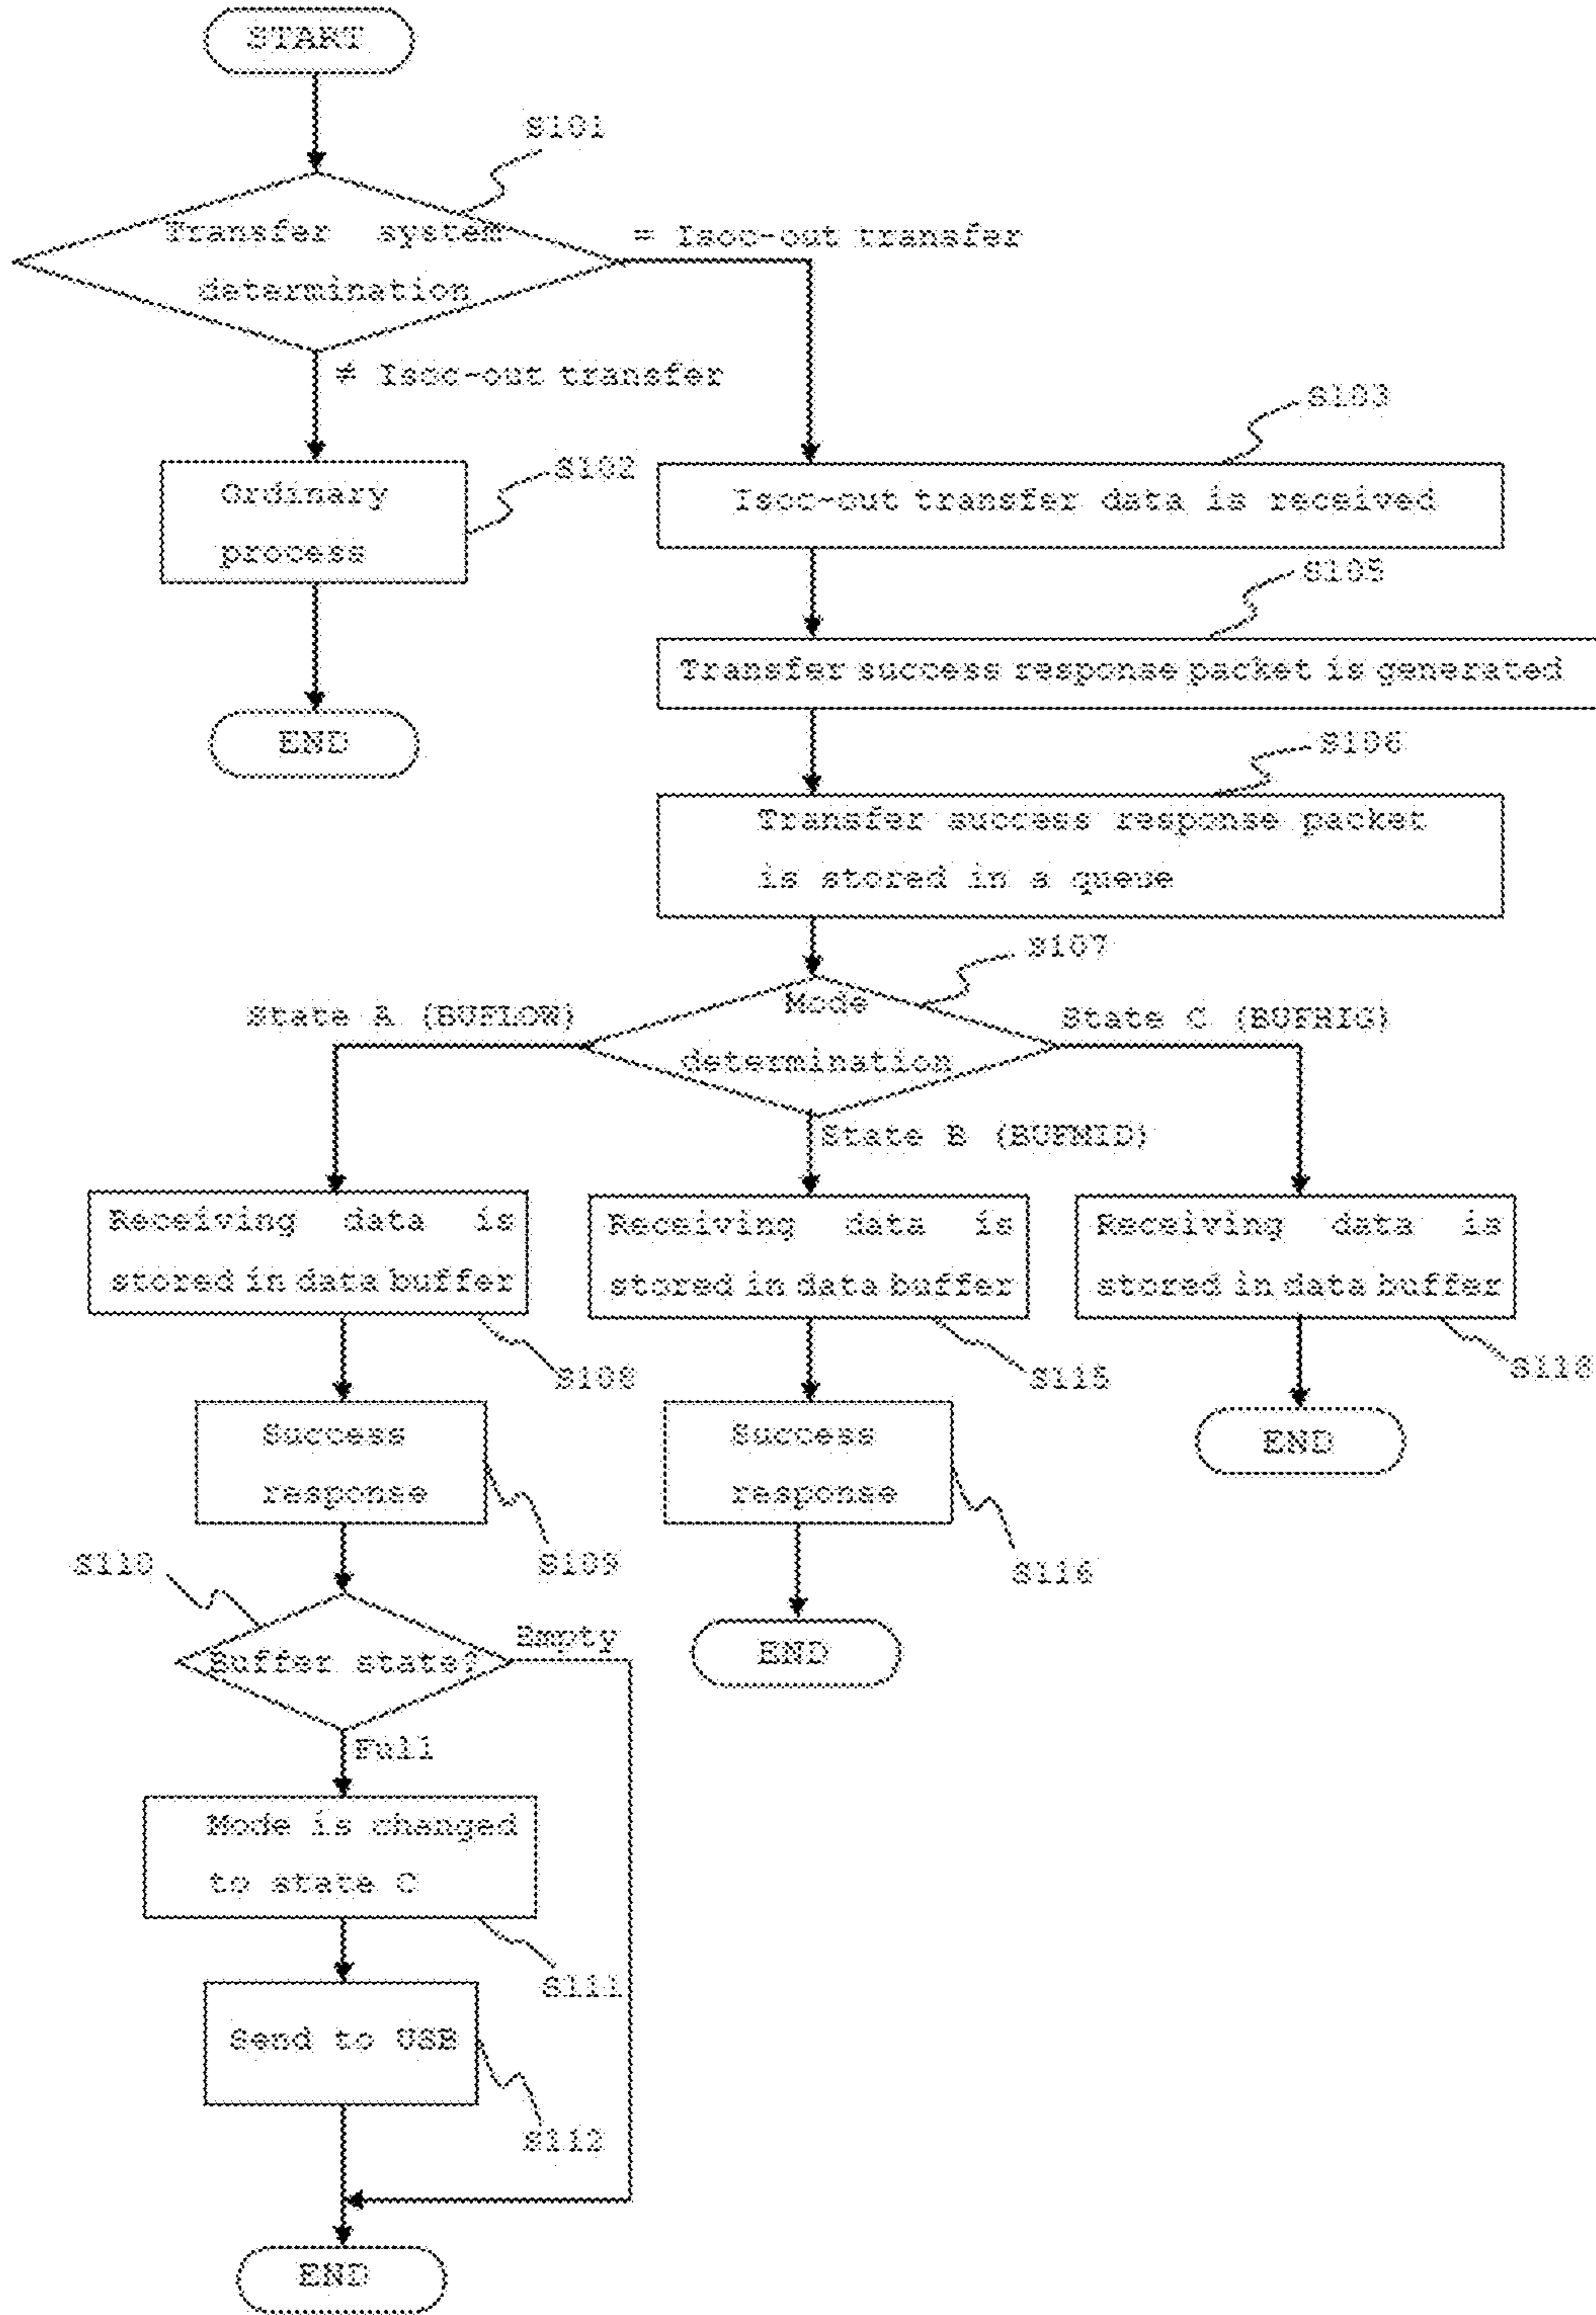 START
S101
Transfer system
determination
= Isoc-out transfer
≠ Isoc-out transfer
S103
S102
Ordinary
process
Isoc-out transfer data is received
S105
Transfer success response packet is generated
END
S106
Transfer success response packet
is stored in a queue
S107
Mode
determination
State A (BUFLOW)
State C (BUFHIG)
State B (BUFMID)
Receiving data is
stored in data buffer
Receiving data is
stored in data buffer
Receiving data is
stored in data buffer
S108
S115
S118
Success
response
Success
response
END
S110
S109
S116
Buffer state?
Empty
END
Full
Mode is changed
to state C
S111
Send to USB
S112
END